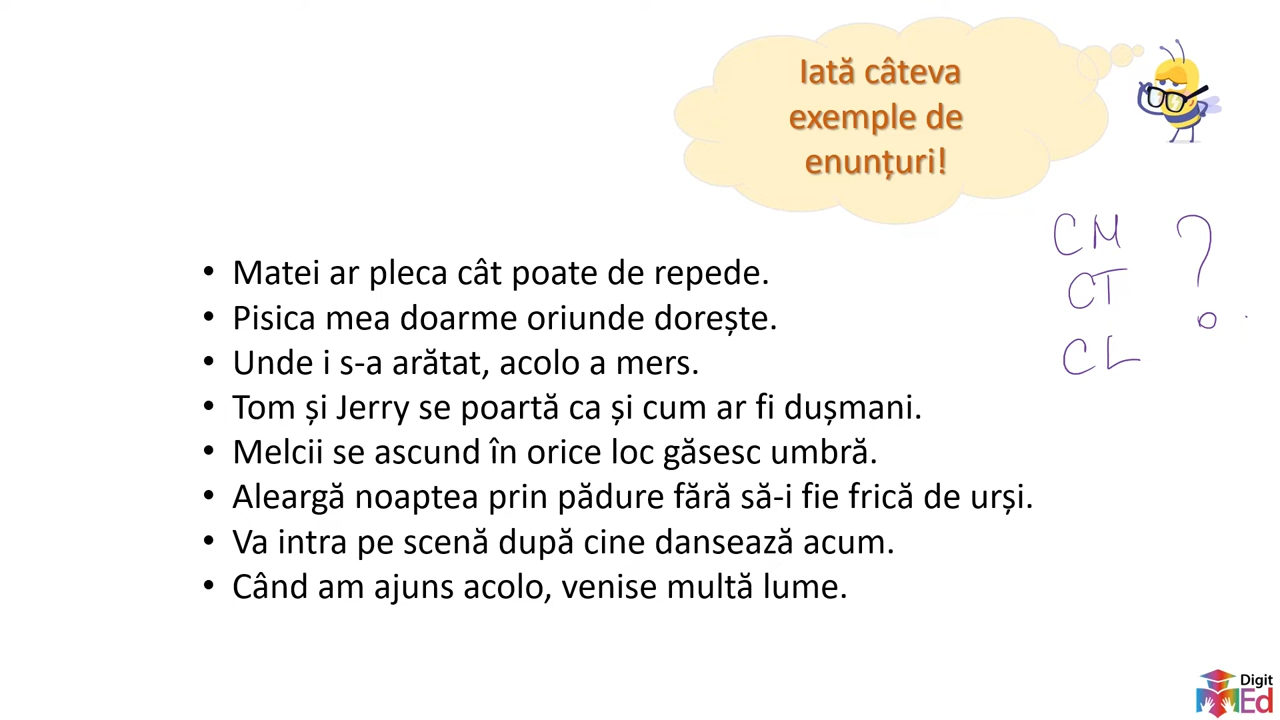 Iată câteva
exemple de
enunțuri!
CM ?
CT
CL
• Matei ar pleca cât poate de repede.
• Pisica mea doarme oriunde dorește.
• Unde i s-a arătat, acolo a mers.
• Tom și Jerry se poartă ca și cum ar fi dușmani.
• Melcii se ascund în orice loc găsesc umbră.
• Aleargă noaptea prin pădure fără să-i fie frică de urși.
• Va intra pe scenă după cine dansează acum.
• Când am ajuns acolo, venise multă lume.
Digit
Ed